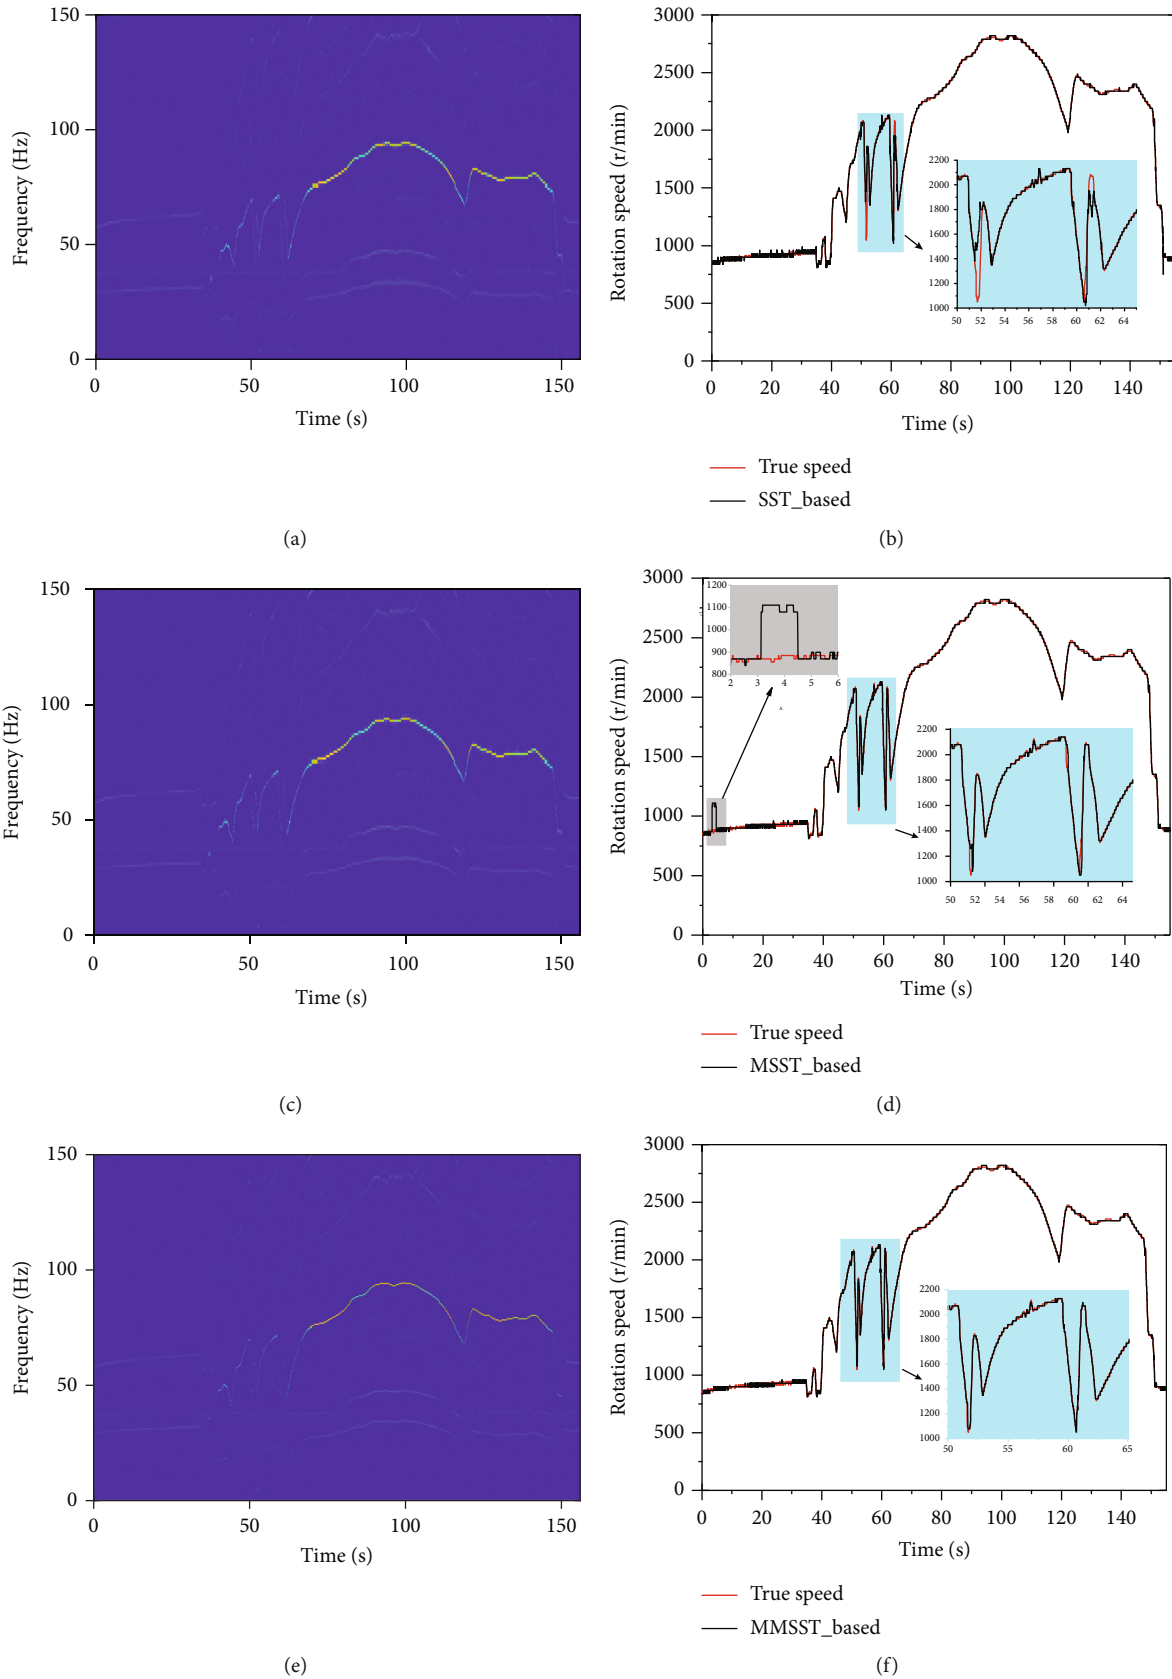 150
100
50
0
Frequency (Hz)
0
50
100
150
Time (s)
(a)
3000
2500
2000
1500
1000
500
0
Rotation speed (r/min)
2200
2000
1800
1600
1400
1200
1000
50 52 54 56 58 60 62 64
0 20 40 60 80 100 120 140
Time (s)
True speed
SST_based
(b)
150
100
50
0
Frequency (Hz)
0
50
100
150
Time (s)
(c)
3000
2500
2000
1500
1000
500
0
Rotation speed (r/min)
1200
1100
1000
900
800
2 3 4 5 6
A
2200
2000
1800
1600
1400
1200
1000
50 52 54 56 58 60 62 64
0 20 40 60 80 100 120 140
Time (s)
True speed
MSST_based
(d)
150
100
50
0
Frequency (Hz)
0
50
100
150
Time (s)
(e)
3000
2500
2000
1500
1000
500
0
Rotation speed (r/min)
2200
2000
1800
1600
1400
1200
1000
50 55 60 65
0 20 40 60 80 100 120 140
Time (s)
True speed
MMSST_based
(f)